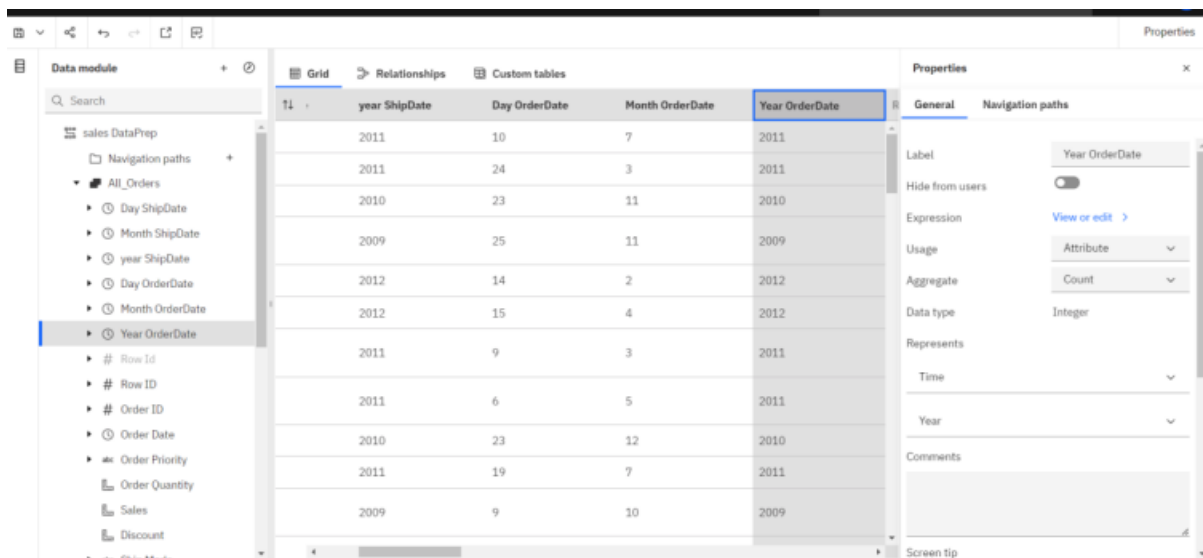 Properties
Data module
Grid
Relationships
Custom tables
Properties
Search
year ShipDate Day OrderDate Month OrderDate Year OrderDate
General Navigation paths
sales DataPrep
Navigation paths
All_Orders
Day ShipDate
Month ShipDate
year ShipDate
Day OrderDate
Month OrderDate
Year OrderDate
# Row Id
# Row ID
# Order ID
Order Date
abc Order Priority
Order Quantity
Sales
Discount
2011 10 7 2011
2011 24 3 2011
2010 23 11 2010
2009 25 11 2009
2012 14 2 2012
2012 15 4 2012
2011 9 3 2011
2011 6 5 2011
2010 23 12 2010
2011 19 7 2011
2009 9 10 2009
Label Year OrderDate
Hide from users
Expression View or edit >
Usage Attribute
Aggregate Count
Data type Integer
Represents
Time
Year
Comments
Screen tip